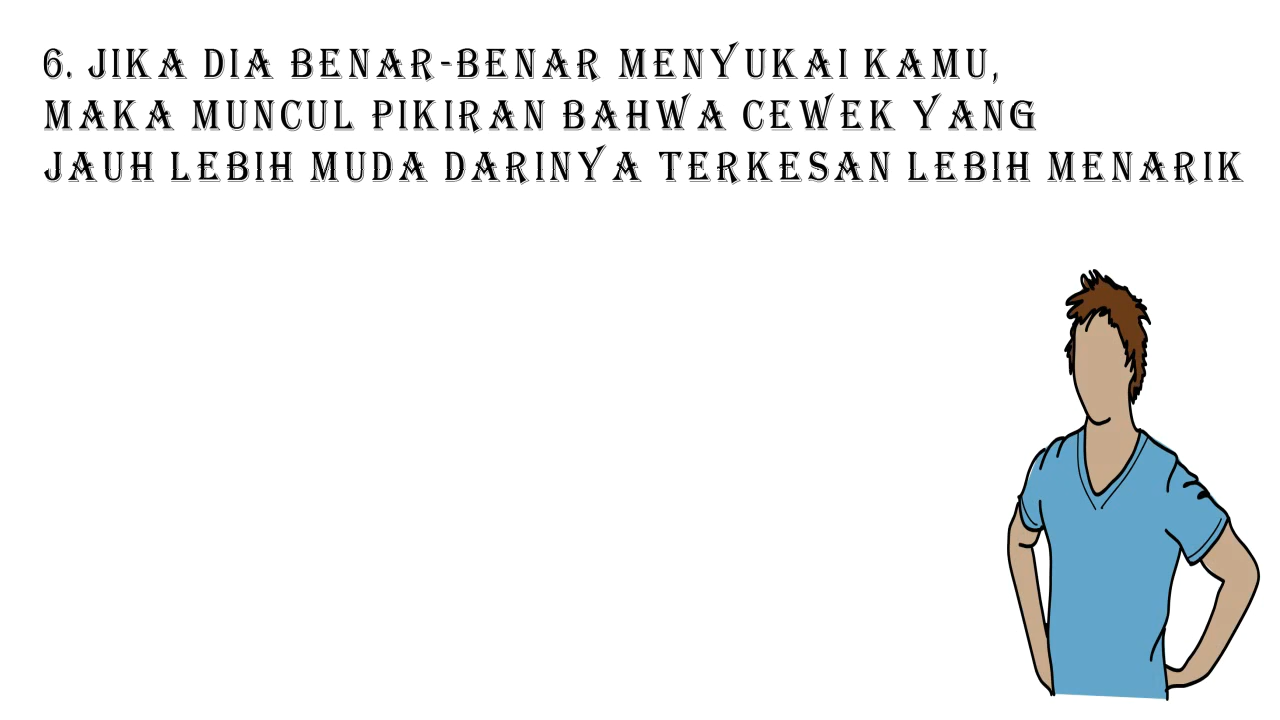 6. JIKA DIA BENAR-BENAR MENYUKAI KAMU,
MAKA MUNCUL PIKIRAN BAHWA CEWEK YANG
JAUH LEBIH MUDA DARINYA TERKESAN LEBIH MENARIK